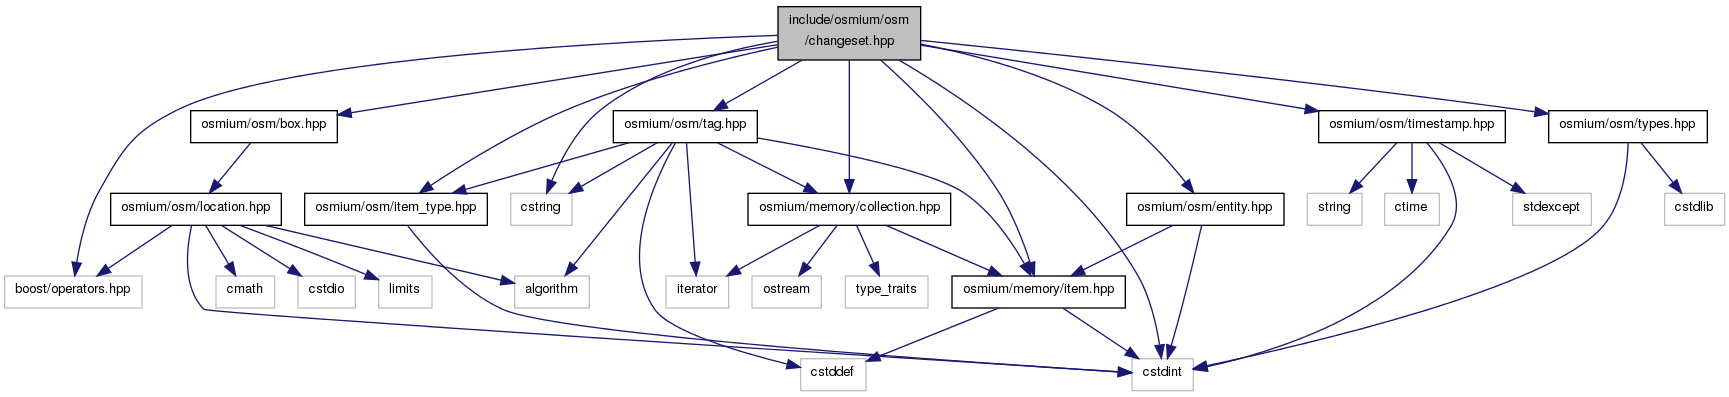 include/osmium/osm
/changeset.hpp
osmium/osm/box.hpp
osmium/osm/tag.hpp
osmium/osm/timestamp.hpp
osmium/osm/types.hpp
osmium/osm/location.hpp
osmium/osm/item_type.hpp
cstring
osmium/memory/collection.hpp
osmium/osm/entity.hpp
string
ctime
stdexcept
cstdlib
boost/operators.hpp
cmath
cstdio
limits
algorithm
iterator
ostream
type_traits
osmium/memory/item.hpp
cstddef
cstdint